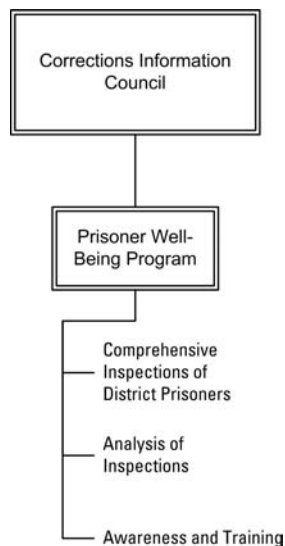 Corrections Information
Council
Prisoner Well-
Being Program
Comprehensive
Inspections of
District Prisoners
Analysis of
Inspections
Awareness and Training